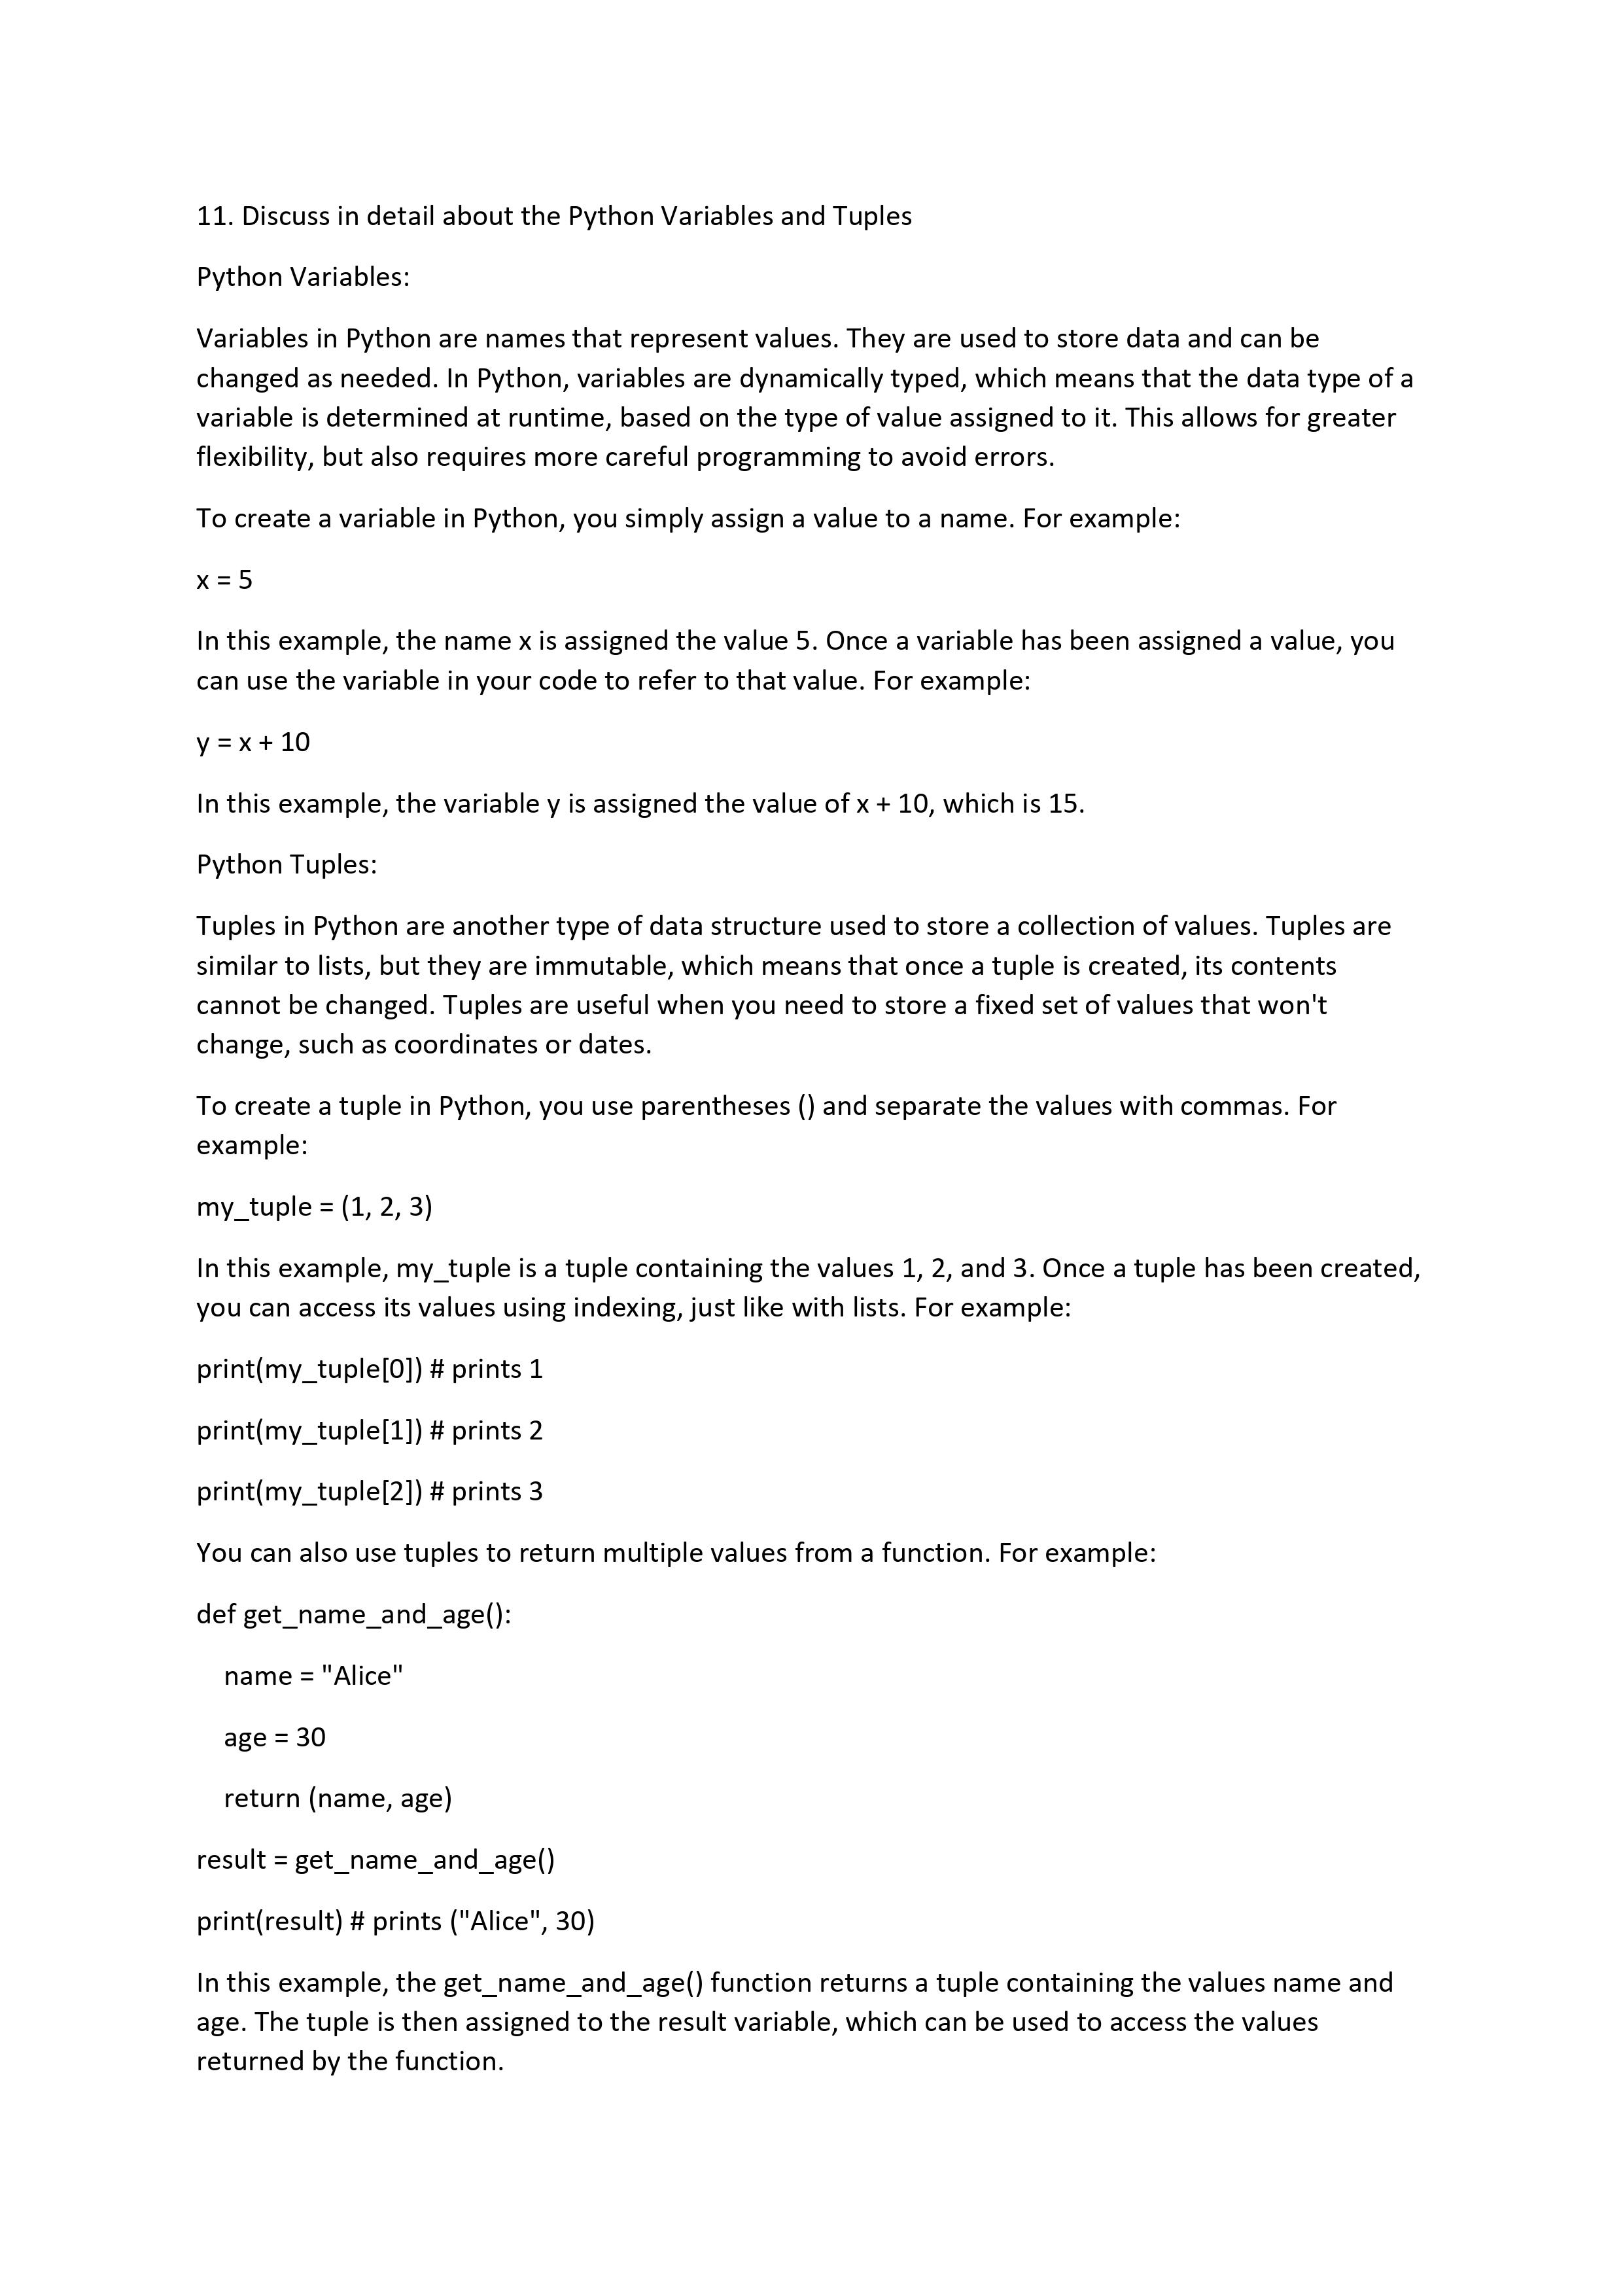 11. Discuss in detail about the Python Variables and Tuples
Python Variables:
Variables in Python are names that represent values. They are used to store data and can be
changed as needed. In Python, variables are dynamically typed, which means that the data type of a
variable is determined at runtime, based on the type of value assigned to it. This allows for greater
flexibility, but also requires more careful programming to avoid errors.
To create a variable in Python, you simply assign a value to a name. For example:
x = 5
In this example, the name x is assigned the value 5. Once a variable has been assigned a value, you
can use the variable in your code to refer to that value. For example:
y = x + 10
In this example, the variable y is assigned the value of x + 10, which is 15.
Python Tuples:
Tuples in Python are another type of data structure used to store a collection of values. Tuples are
similar to lists, but they are immutable, which means that once a tuple is created, its contents
cannot be changed. Tuples are useful when you need to store a fixed set of values that won't
change, such as coordinates or dates.
To create a tuple in Python, you use parentheses () and separate the values with commas. For
example:
my_tuple = (1, 2, 3)
In this example, my_tuple is a tuple containing the values 1, 2, and 3. Once a tuple has been created,
you can access its values using indexing, just like with lists. For example:
print(my_tuple[0]) # prints 1
print(my_tuple[1]) # prints 2
print(my_tuple[2]) # prints 3
You can also use tuples to return multiple values from a function. For example:
def get_name_and_age():
    name = "Alice"
    age = 30
    return (name, age)
result = get_name_and_age()
print(result) # prints ("Alice", 30)
In this example, the get_name_and_age() function returns a tuple containing the values name and
age. The tuple is then assigned to the result variable, which can be used to access the values
returned by the function.